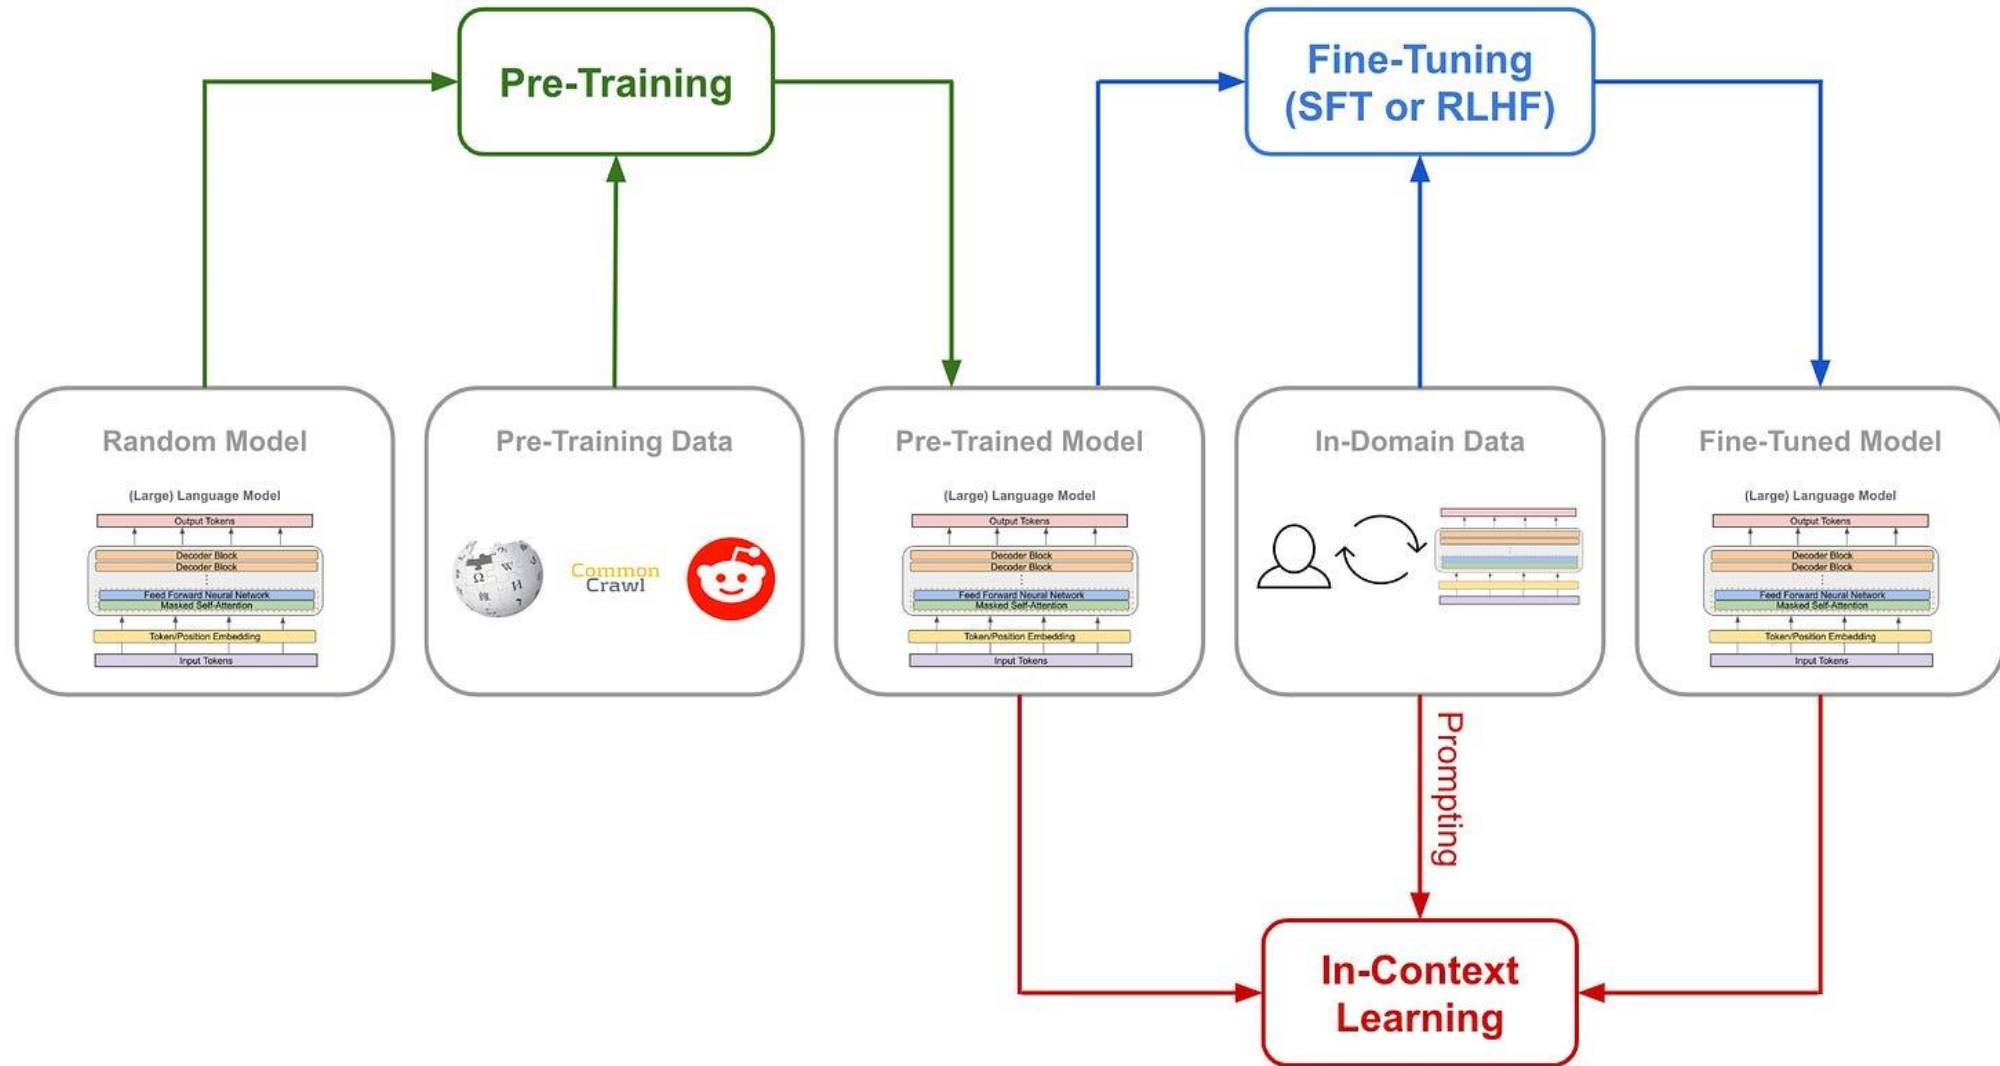 Pre-Training
Fine-Tuning
(SFT or RLHF)
Random Model
(Large) Language Model
Output Tokens
Decoder Block
Decoder Block
Feed Forward Neural Network
Masked Self-Attention
Token/Position Embedding
Input Tokens
Pre-Training Data
Ω
W
И
Common
Crawl
Pre-Trained Model
(Large) Language Model
Output Tokens
Decoder Block
Decoder Block
Feed Forward Neural Network
Masked Self-Attention
Token/Position Embedding
Input Tokens
In-Domain Data
Fine-Tuned Model
(Large) Language Model
Output Tokens
Decoder Block
Decoder Block
Feed Forward Neural Network
Masked Self-Attention
Token/Position Embedding
Input Tokens
Prompting
In-Context
Learning